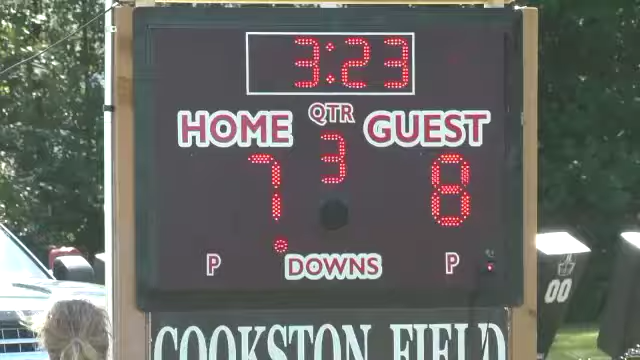 3:23
QTR
HOME 3 GUEST
7 8
P DOWNS P
COOKSTON FIELD
00